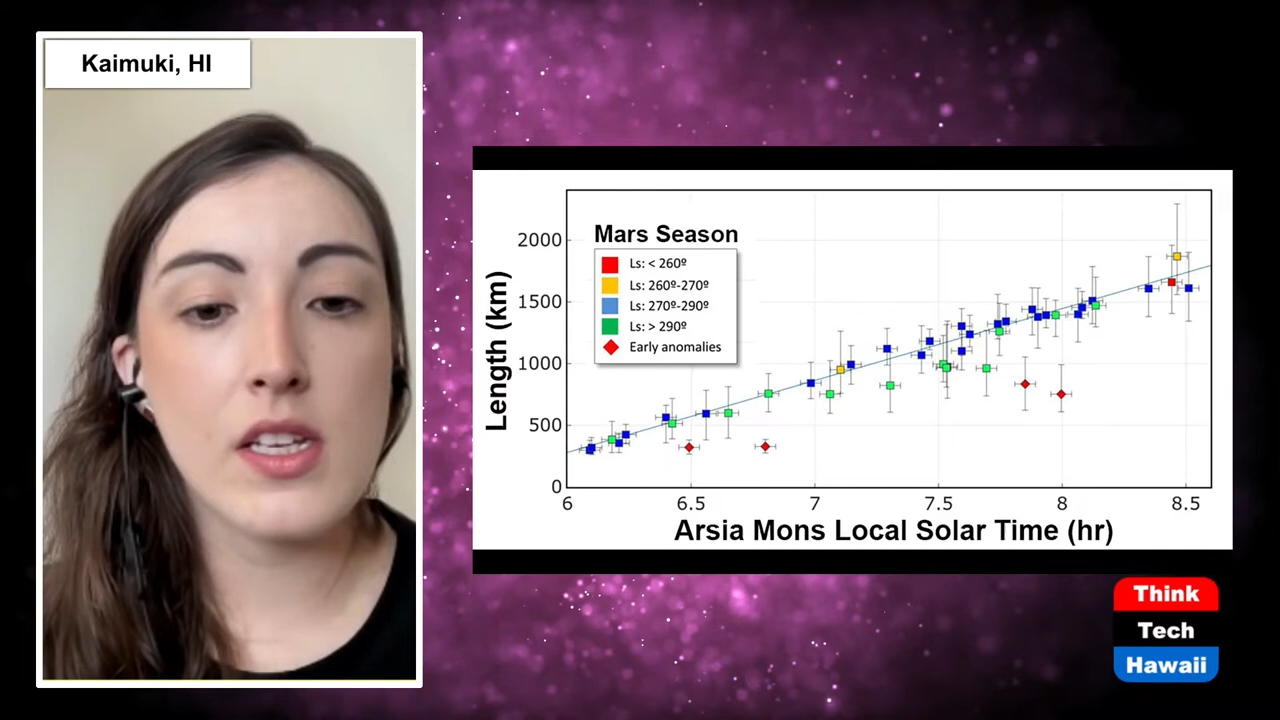 Kaimuki, HI
Mars Season
Ls: < 260º
Ls: 260º-270º
Ls: 270º-290º
Ls: > 290º
Early anomalies
Length (km)
2000
1500
1000
500
0
6
6.5
7
7.5
8
8.5
Arsia Mons Local Solar Time (hr)
Think
Tech
Hawaii